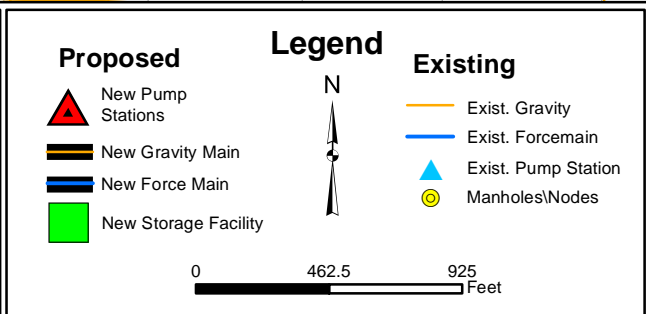 Legend
Proposed
New Pump
Stations
New Gravity Main
New Force Main
New Storage Facility
N
Existing
Exist. Gravity
Exist. Forcemain
Exist. Pump Station
Manholes\Nodes
0 462.5 925
Feet